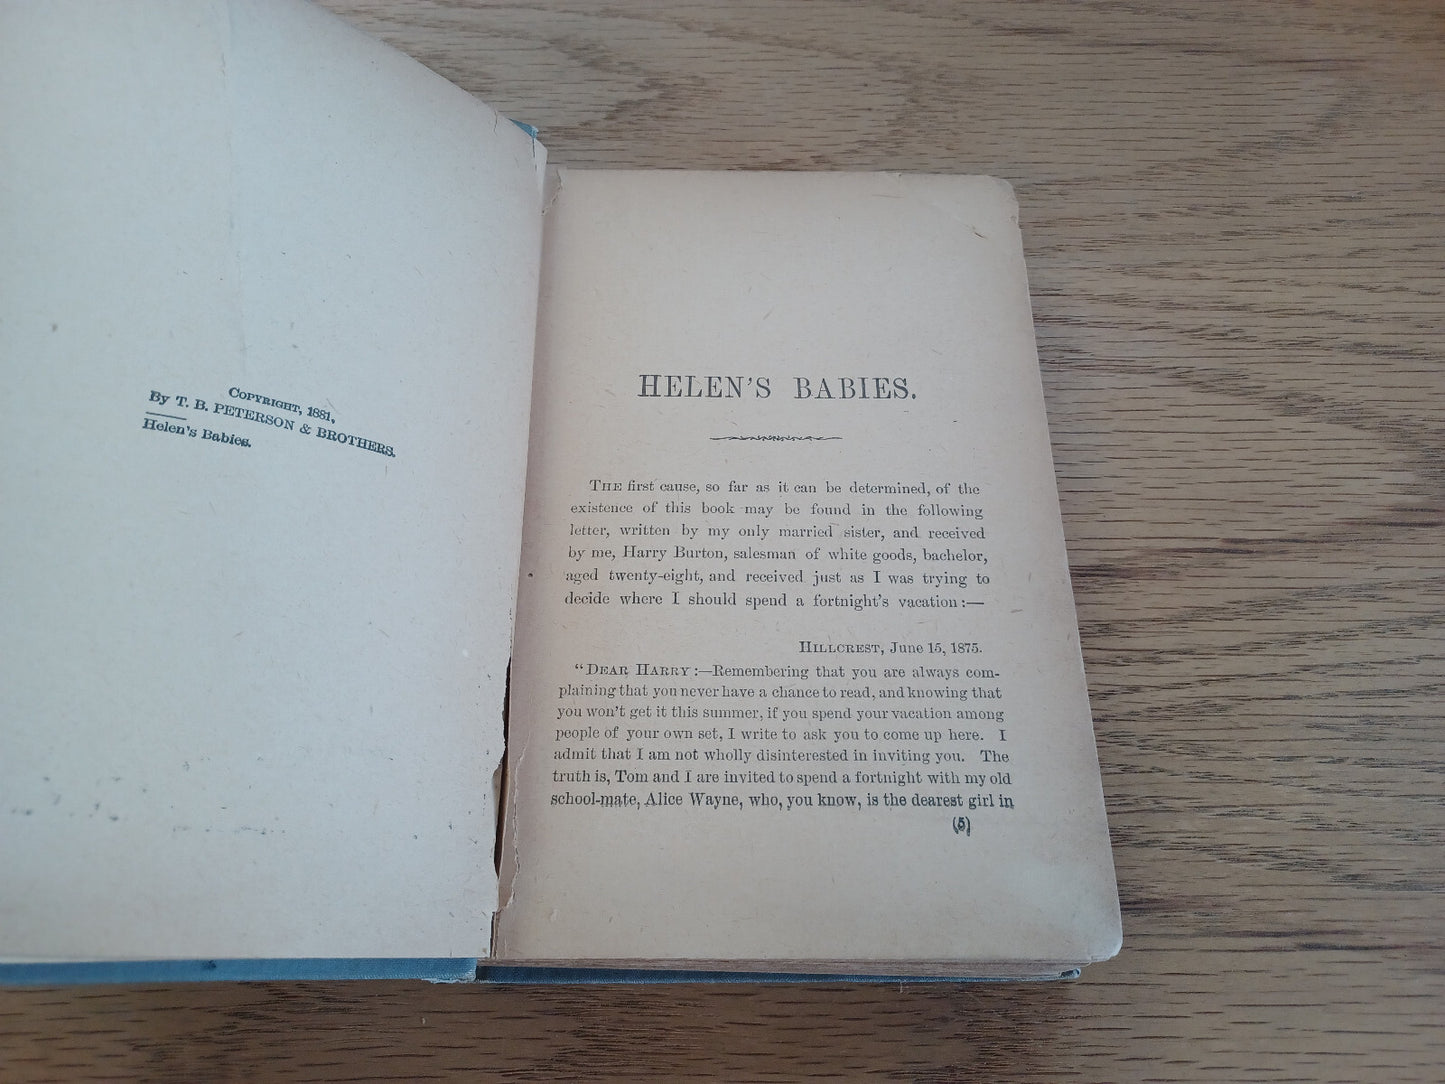 COPYRIGHT, 1881,
By T. B. PETERSON & BROTHERS.
Helen's Babies.
HELEN'S BABIES.
THE first cause, so far as it can be determined, of the
existence of this book may be found in the following
letter, written by my only married sister, and received
by me, Harry Burton, salesman of white goods, bachelor,
aged twenty-eight, and received just as I was trying to
decide where I should spend a fortnight's vacation:—
HILLCREST, June 15, 1875.
"DEAR HARRY:—Remembering that you are always com-
plaining that you never have a chance to read, and knowing that
you won't get it this summer, if you spend your vacation among
people of your own set, I write to ask you to come up here. I
admit that I am not wholly disinterested in inviting you. The
truth is, Tom and I are invited to spend a fortnight with my old
school-mate, Alice Wayne, who, you know, is the dearest girl in
(5)